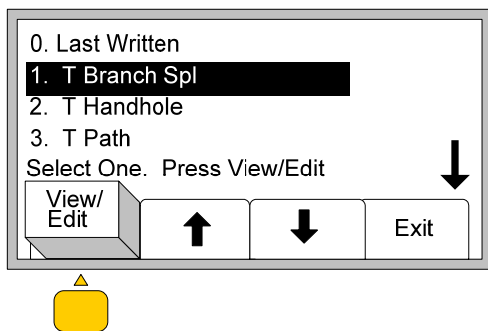 0. Last Written
1. T Branch Spl
2. T Handhole
3. T Path
Select One. Press View/Edit
View/
Edit
Exit